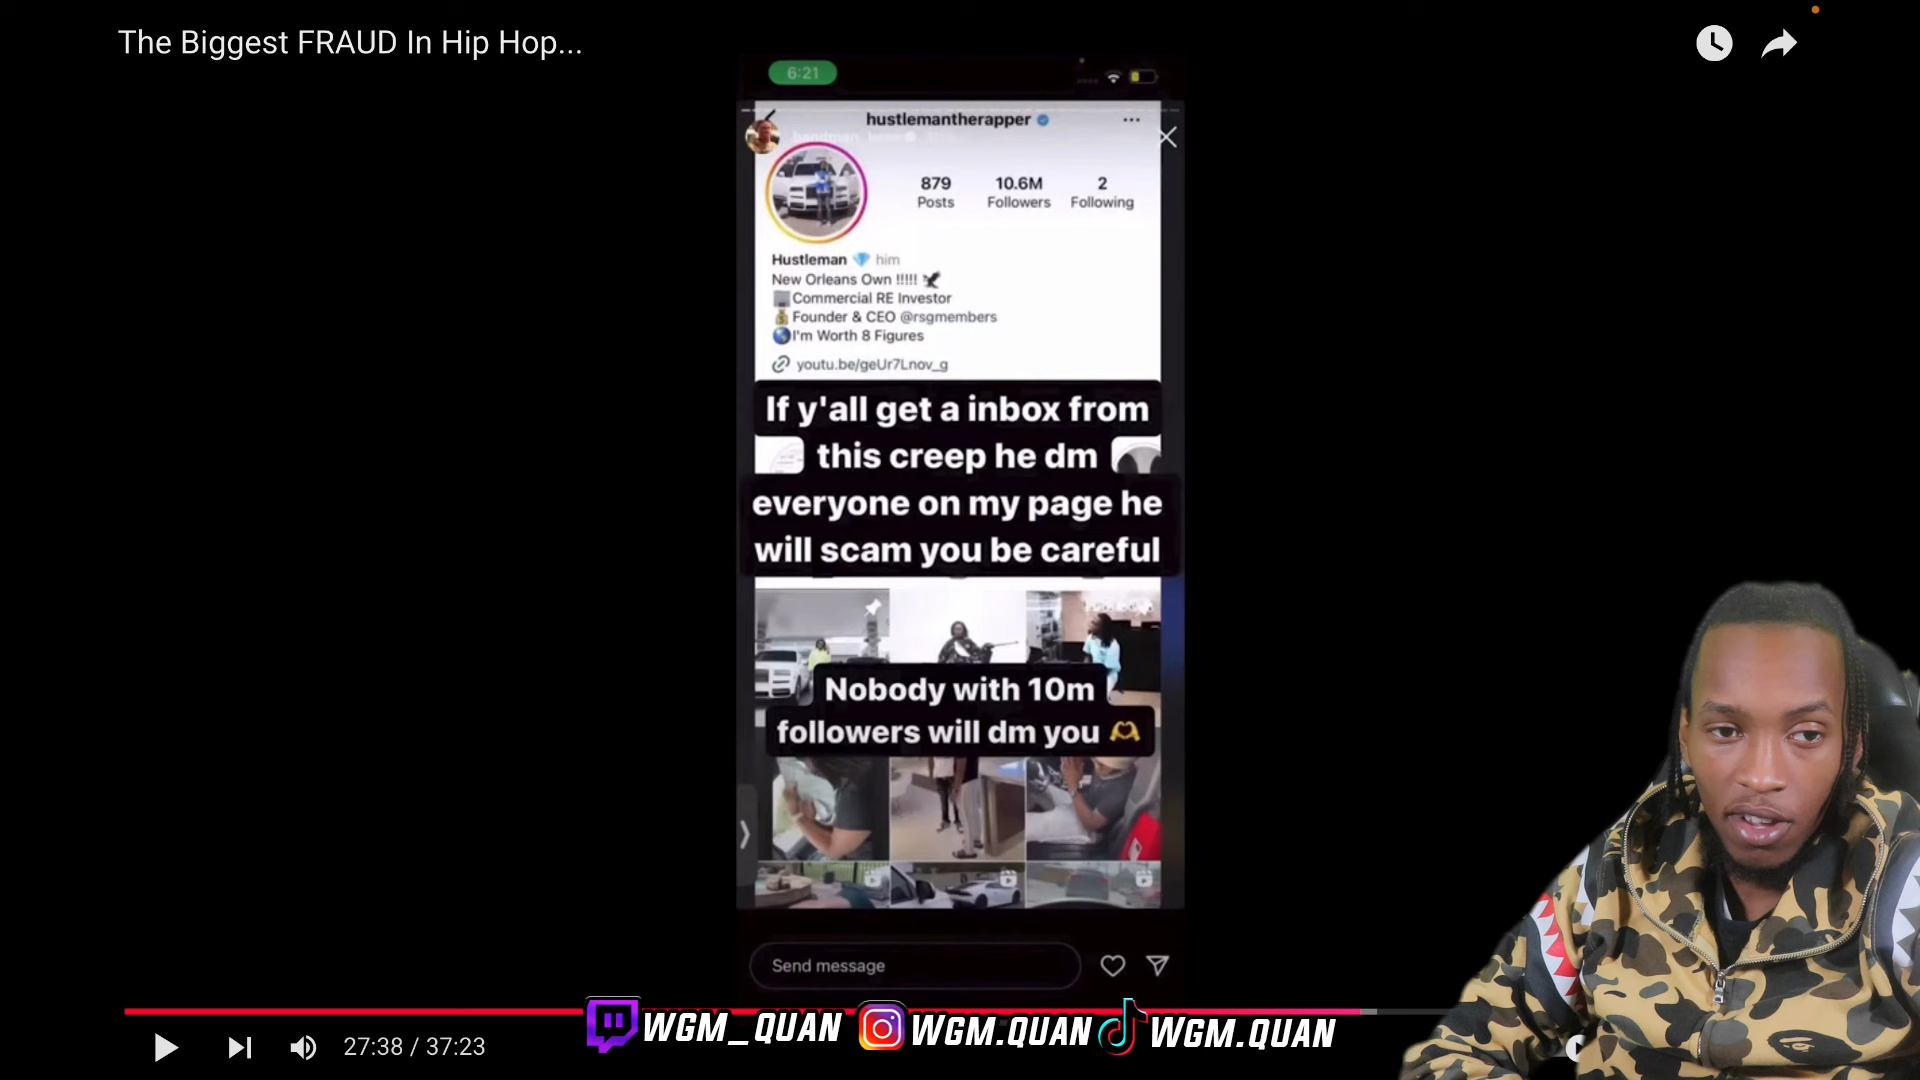 The Biggest FRAUD In Hip Hop...
6:21
hustlemantherapper
879 10.6M 2
Posts Followers Following
Hustleman 💎 him
New Orleans Own !!!!! 🦅
🏢Commercial RE Investor
💰Founder & CEO @rsgmembers
🌎I'm Worth 8 Figures
youtu.be/geUr7Lnov_g
If y'all get a inbox from
this creep he dm
everyone on my page he
will scam you be careful
Nobody with 10m
followers will dm you 🫶
Send message
WGM_QUAN WGM.QUAN WGM.QUAN
27:38 / 37:23